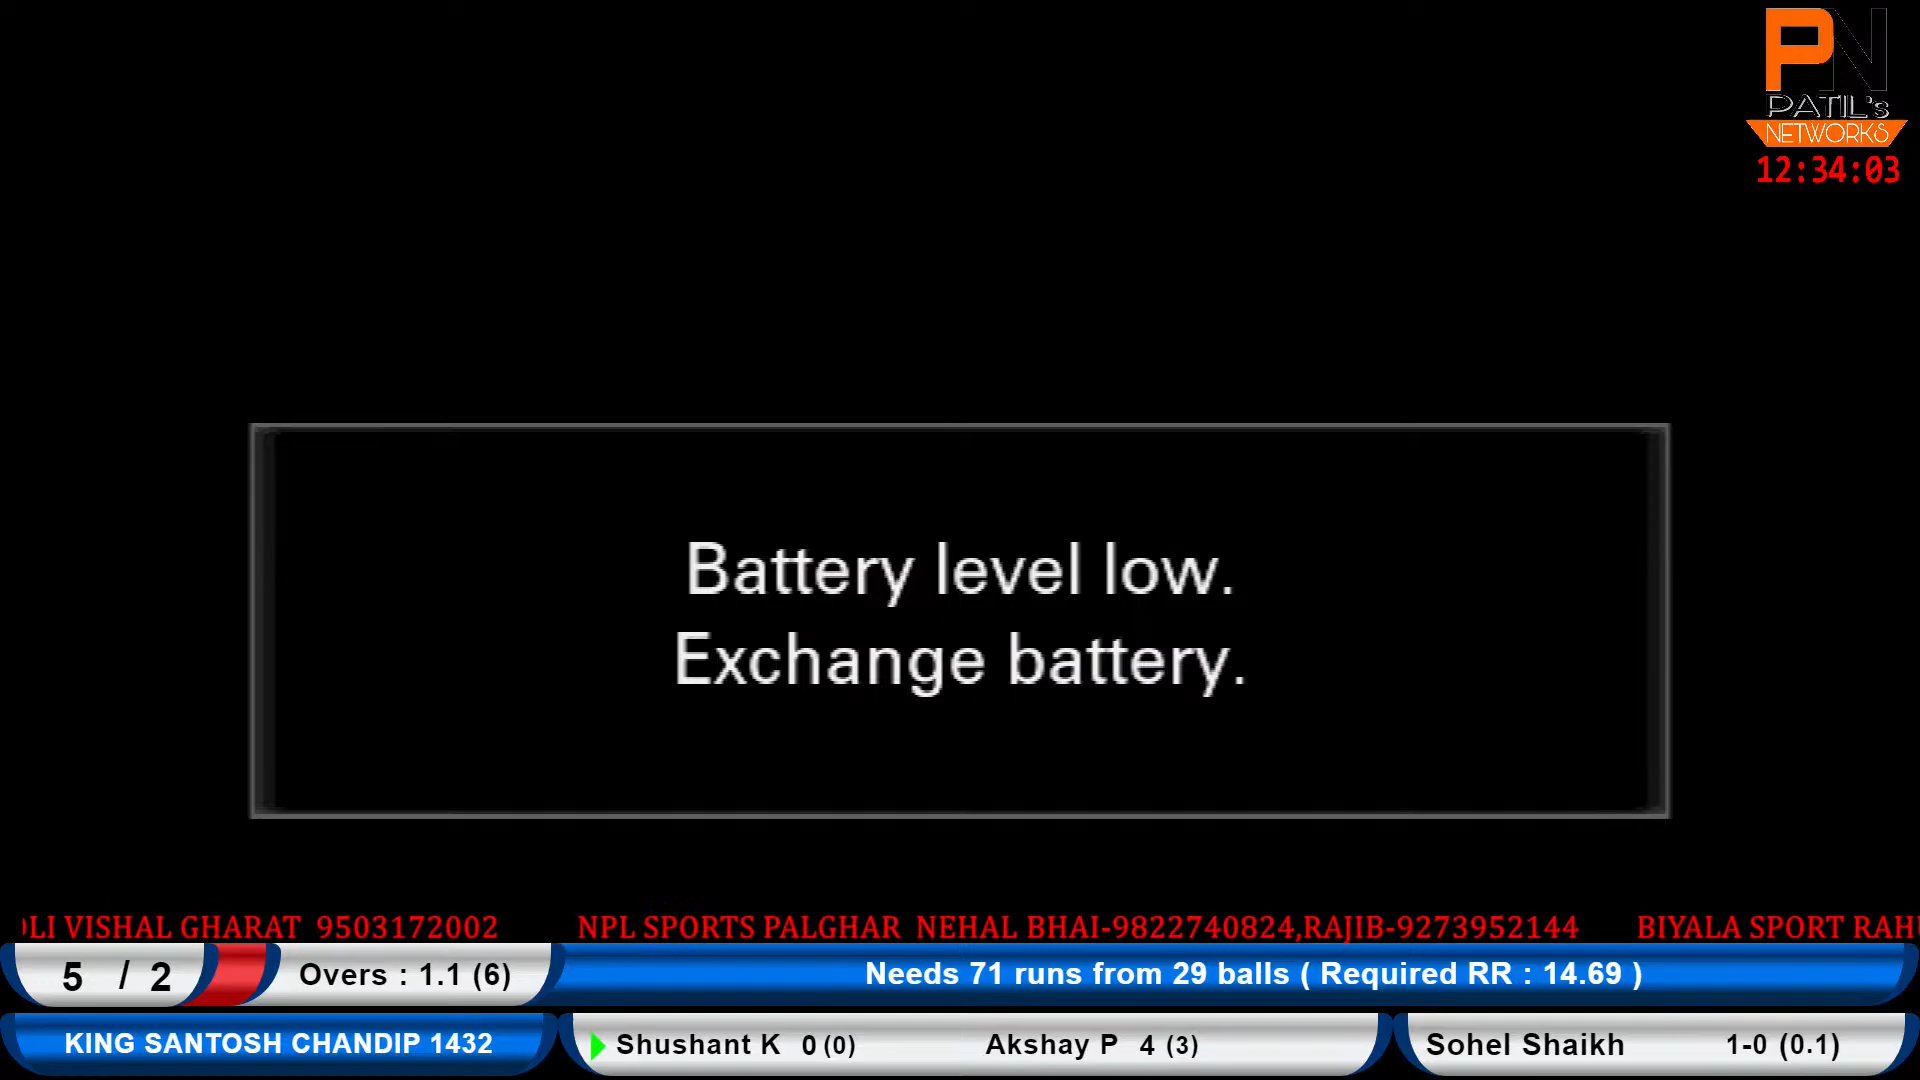 PN
PATIL's
NETWORKS
12:34:03
Battery level low.
Exchange battery.
VISHAL GHARAT 9503172002 NPL SPORTS PALGHAR NEHAL BHAI-9822740824,RAJIB-9273952144 BIYALA SPORT
5 / 2 Overs : 1.1 (6) Needs 71 runs from 29 balls ( Required RR : 14.69 )
KING SANTOSH CHANDIP 1432 Shushant K 0 (0) Akshay P 4 (3) Sohel Shaikh 1-0 (0.1)